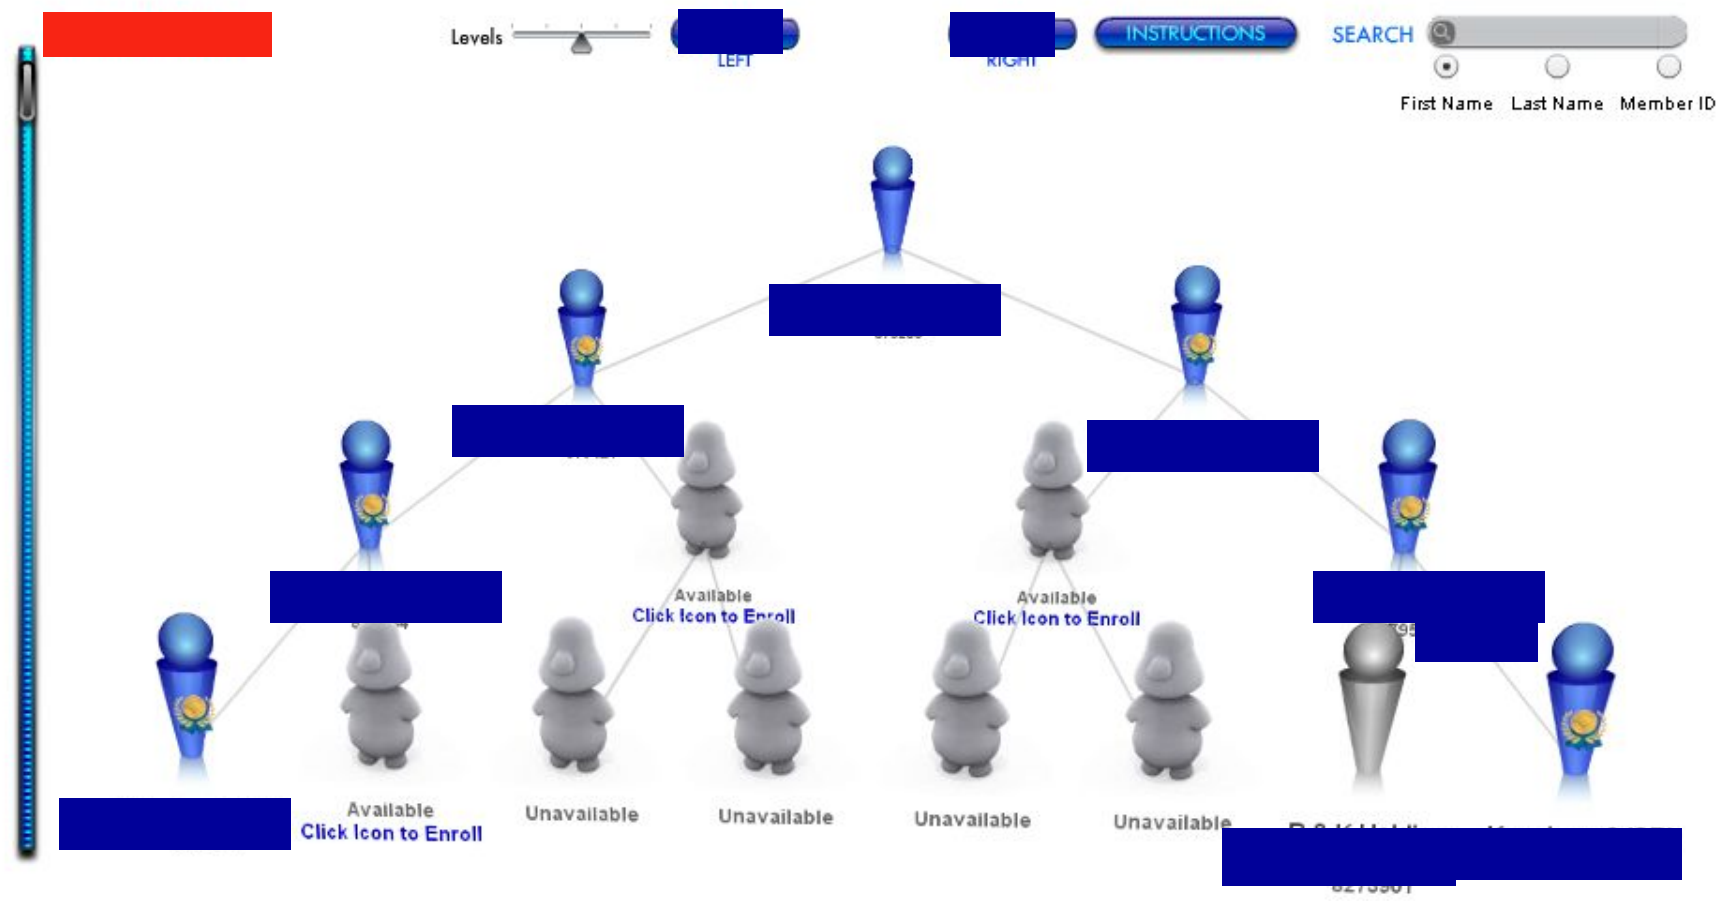 Levels
LEFT
RIGHT
INSTRUCTIONS
SEARCH
First Name Last Name Member ID
Available
Click Icon to Enroll
Available
Click Icon to Enroll
Available
Click Icon to Enroll
Unavailable
Unavailable
Unavailable
Unavailable